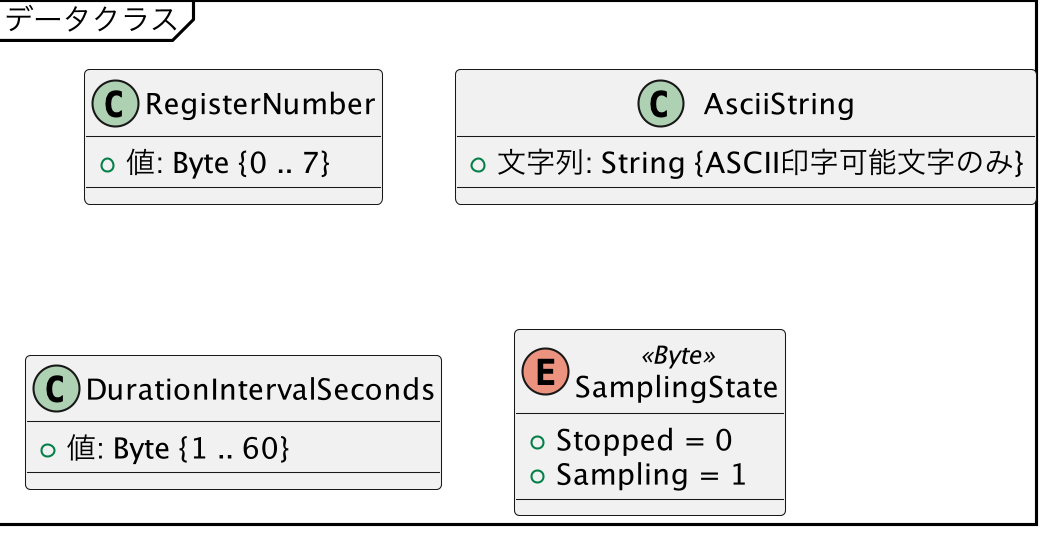 データクラス
C RegisterNumber
値: Byte {0 .. 7}
C AsciiString
文字列: String {ASCII印字可能文字のみ}
C DurationIntervalSeconds
値: Byte {1 .. 60}
«Byte»
E SamplingState
Stopped = 0
Sampling = 1